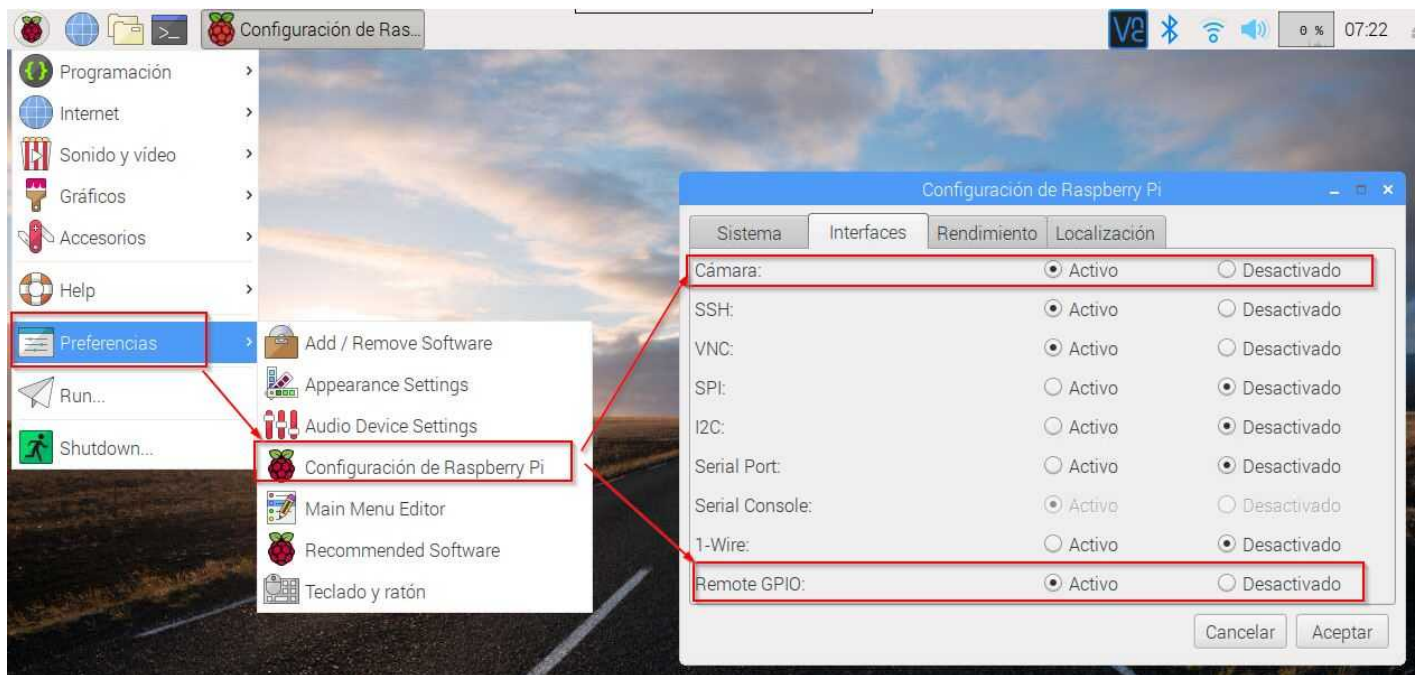 Configuración de Ras...
0 %
07:22
Programación
Internet
Sonido y vídeo
Gráficos
Accesorios
Help
Preferencias
Run...
Shutdown...
Add / Remove Software
Appearance Settings
Audio Device Settings
Configuración de Raspberry Pi
Main Menu Editor
Recommended Software
Teclado y ratón
Configuración de Raspberry Pi
Sistema Interfaces Rendimiento Localización
Cámara: Activo Desactivado
SSH: Activo Desactivado
VNC: Activo Desactivado
SPI: Activo Desactivado
I2C: Activo Desactivado
Serial Port: Activo Desactivado
Serial Console: Activo Desactivado
1-Wire: Activo Desactivado
Remote GPIO: Activo Desactivado
Cancelar Aceptar